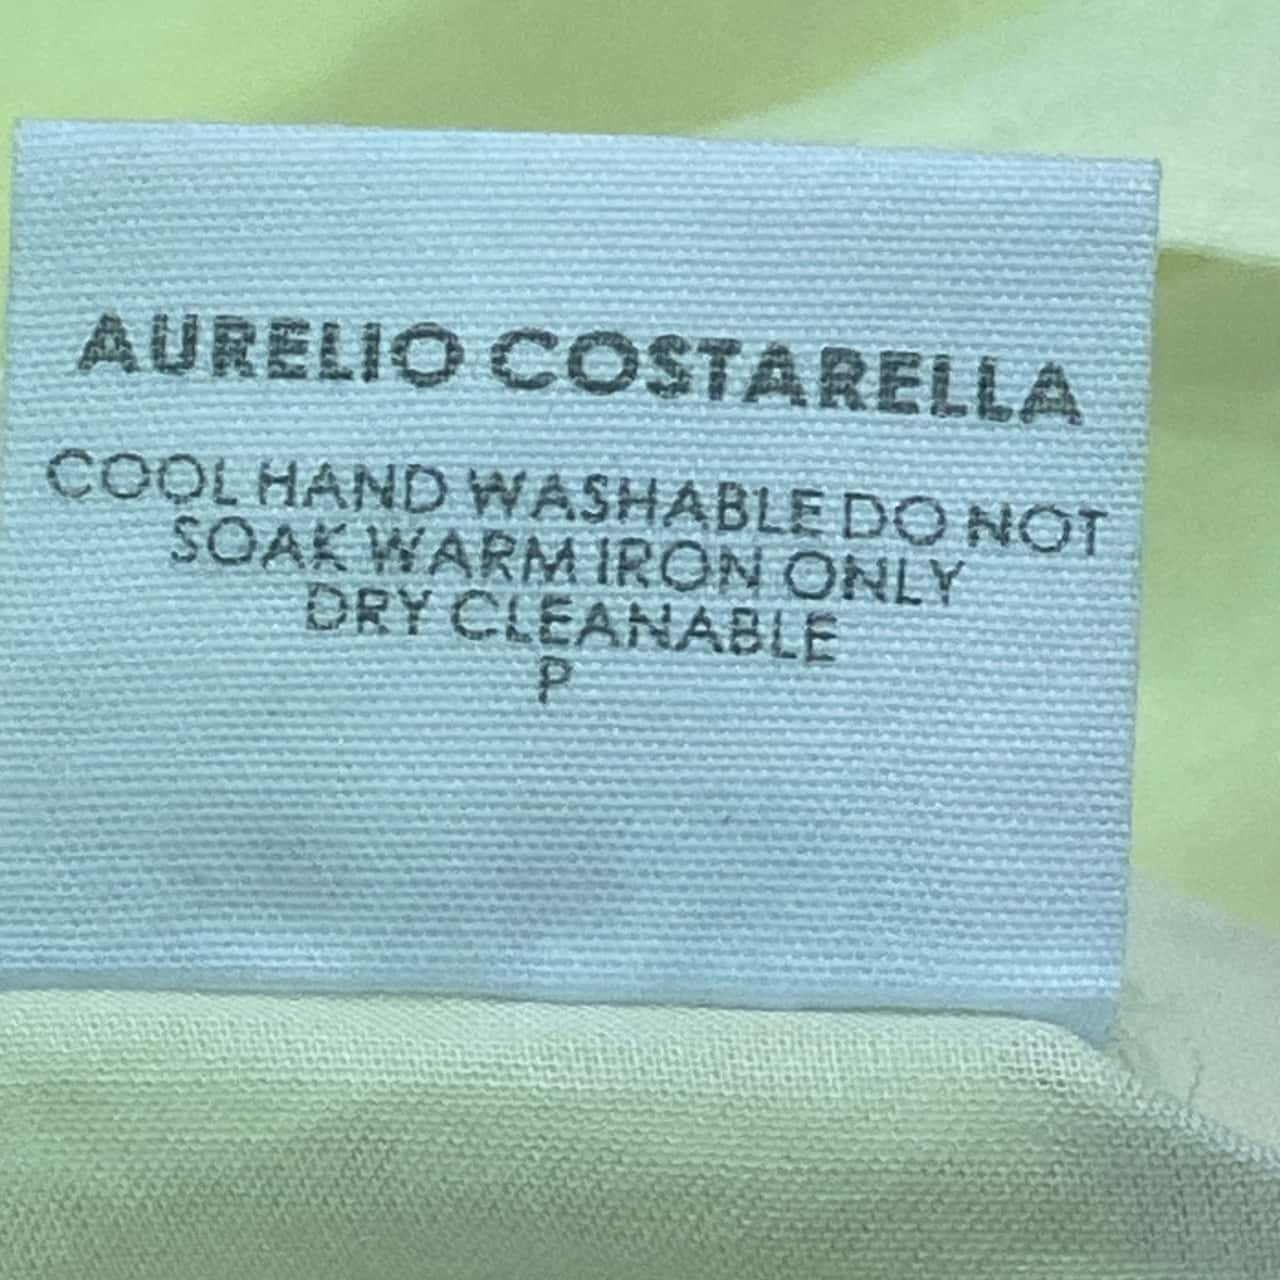 AURELIO COSTARELLA
COOL HAND WASHABLE DO NOT
SOAK WARM IRON ONLY
DRY CLEANABLE
P